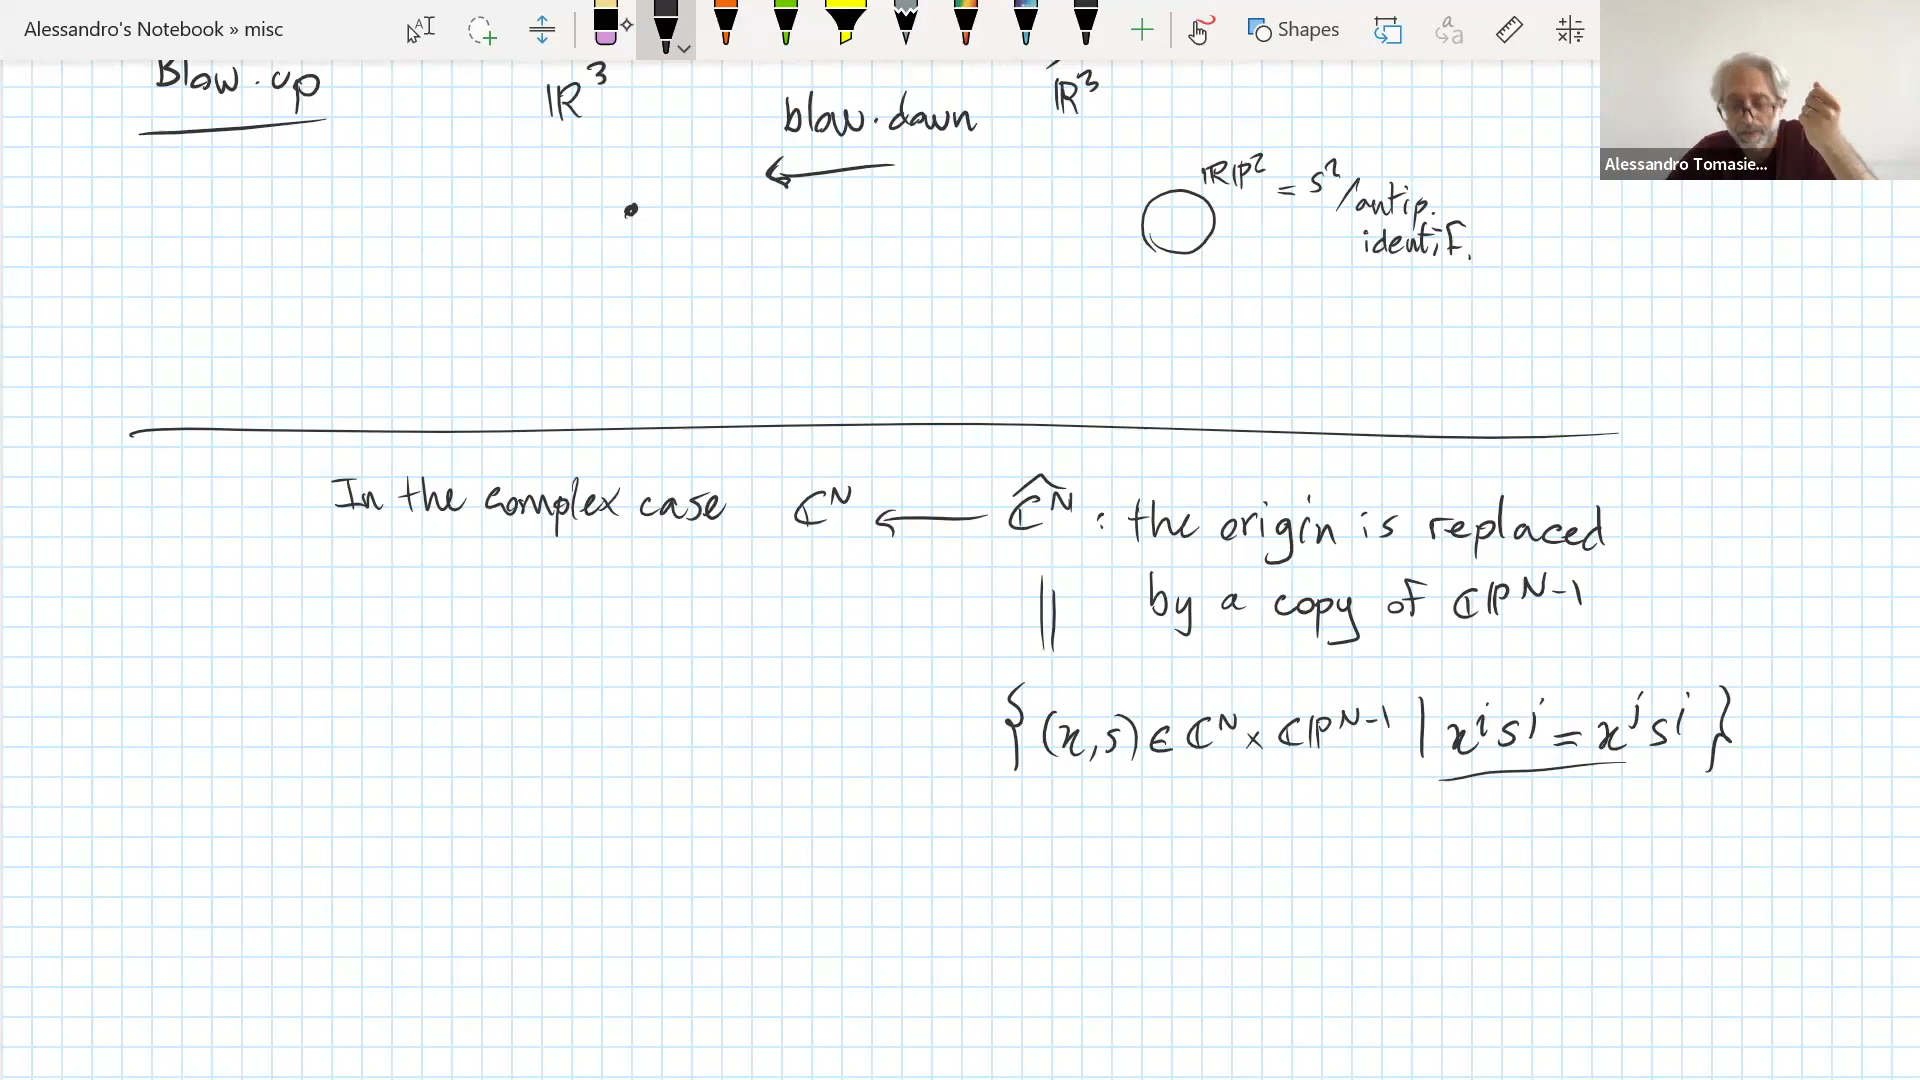 Alessandro's Notebook » misc
Shapes
Alessandro Tomasie...
Blow-up
ℝ³
blow-down
ℝ³
ℝℙ² = S²/antip.
identif.
In the complex case ℂᴺ ← ℂ̂ᴺ : the origin is replaced
|| by a copy of ℂℙᴺ⁻¹
{(x,s) ∈ ℂᴺ × ℂℙᴺ⁻¹ | xⁱsʲ = xʲsⁱ}